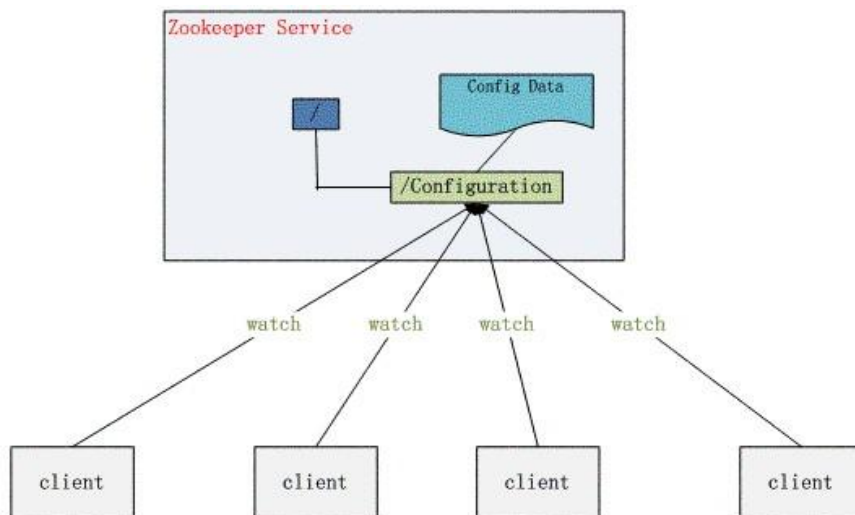 Zookeeper Service
Config Data
/
/Configuration
watch watch watch watch
client client client client